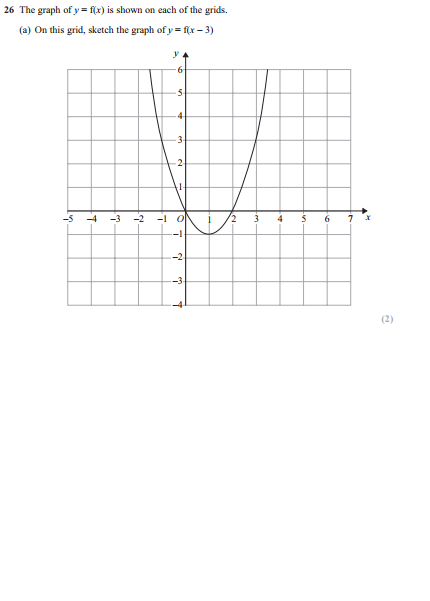 26 The graph of y = f(x) is shown on each of the grids.
(a) On this grid, sketch the graph of y = f(x – 3)
y
6
5
4
3
2
1
–5 –4 –3 –2 –1 O 1 2 3 4 5 6 7 x
–1
–2
–3
–4
(2)